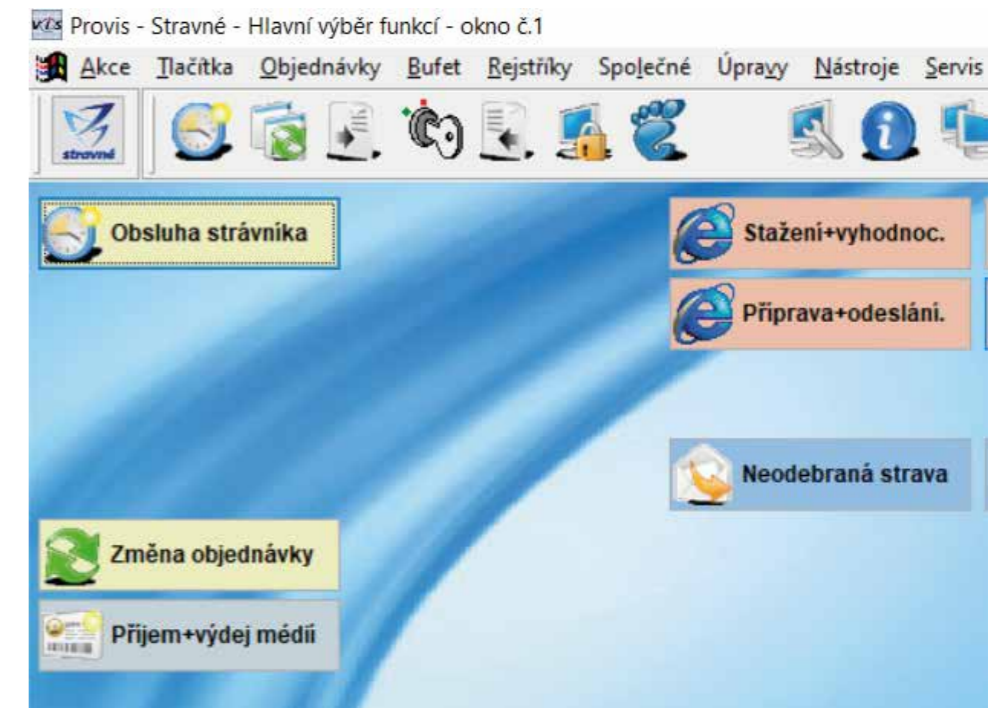 VIS Provis - Stravné - Hlavní výběr funkcí - okno č.1
Akce Tlačítka Objednávky Bufet Rejstříky Společné Úpravy Nástroje Servis
stravné
Obsluha strávníka
Stažení+vyhodnoc.
Příprava+odeslání.
Neodebraná strava
Změna objednávky
Příjem+výdej médií